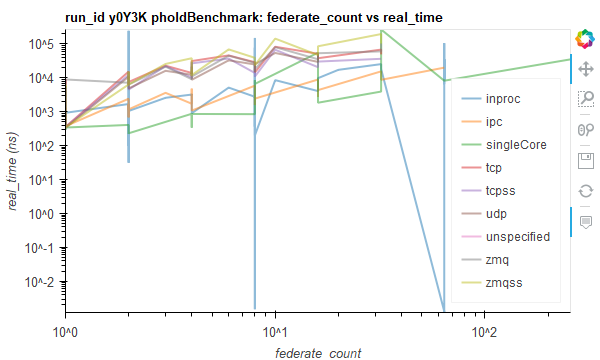 run_id y0Y3K pholdBenchmark: federate_count vs real_time
real_time (ns)
10^5
10^4
10^3
10^2
10^1
10^0
10^-1
10^-2
inproc
ipc
singleCore
tcp
tcpss
udp
unspecified
zmq
zmqss
10^0
10^1
10^2
federate_count